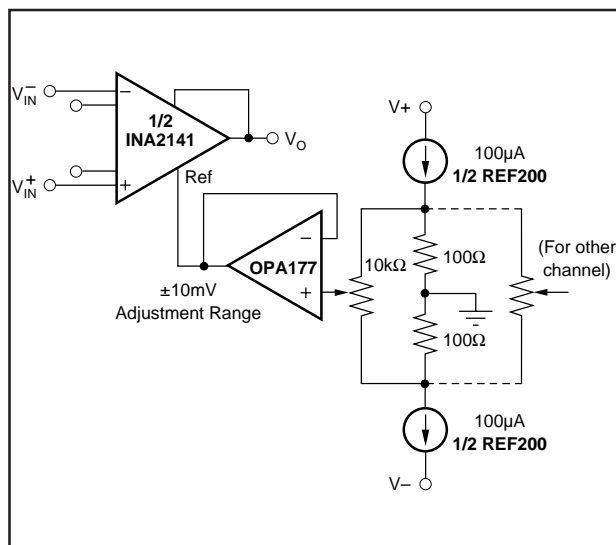 V−IN
V+IN
−
+
1/2
INA2141
VO
Ref
−
+
OPA177
±10mV
Adjustment Range
10kΩ
V+
100µA
1/2 REF200
100Ω
100Ω
(For other
channel)
100µA
1/2 REF200
V−